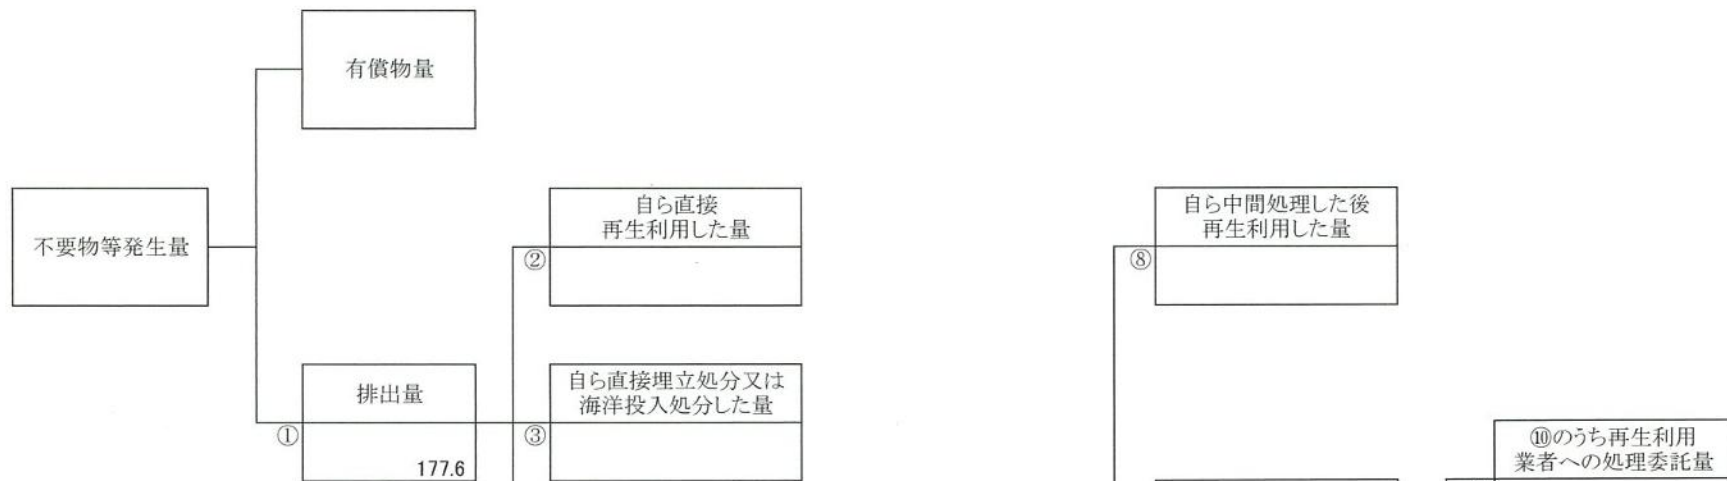 有償物量
不要物等発生量
自ら直接
再生利用した量
②
自ら中間処理した後
再生利用した量
⑧
排出量
①
177.6
自ら直接埋立処分又は
海洋投入処分した量
③
⑩のうち再生利用
業者への処理委託量